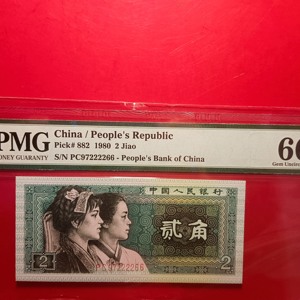 PMG
MONEY GUARANTY
China / People's Republic
Pick# 882 1980 2 Jiao
S/N PC97222266 - People's Bank of China
66
Gem Uncirc
中国人民银行
贰角
PC97222266
2
2